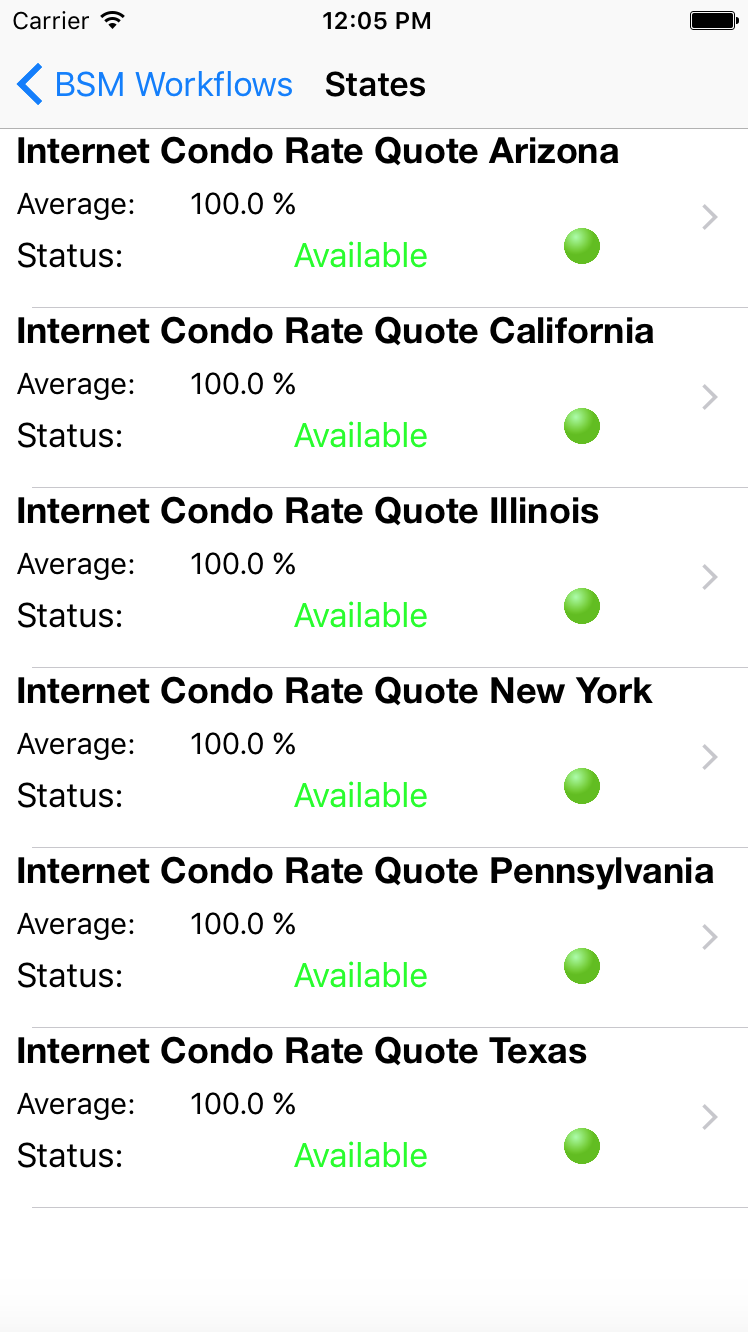 Carrier 12:05 PM
BSM Workflows States
Internet Condo Rate Quote Arizona
Average: 100.0 %
Status: Available
Internet Condo Rate Quote California
Average: 100.0 %
Status: Available
Internet Condo Rate Quote Illinois
Average: 100.0 %
Status: Available
Internet Condo Rate Quote New York
Average: 100.0 %
Status: Available
Internet Condo Rate Quote Pennsylvania
Average: 100.0 %
Status: Available
Internet Condo Rate Quote Texas
Average: 100.0 %
Status: Available